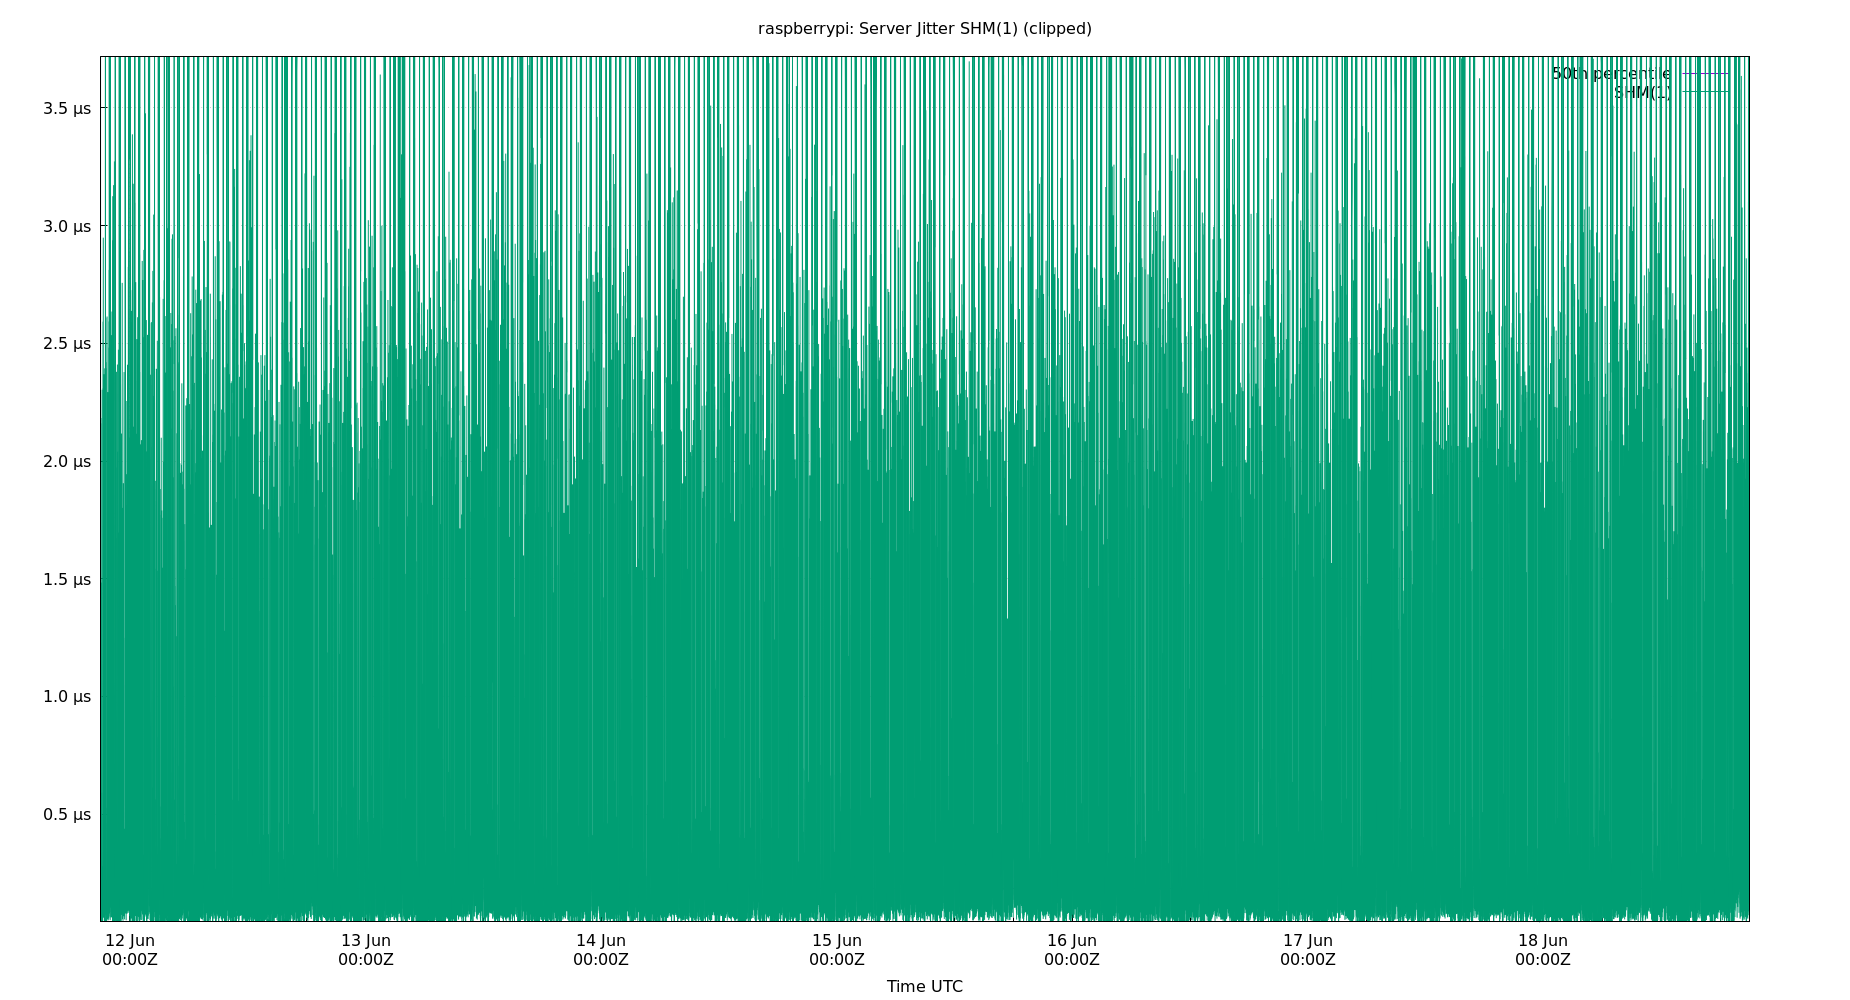 raspberrypi: Server Jitter SHM(1) (clipped)
50th percentile
SHM(1)
3.5 µs
3.0 µs
2.5 µs
2.0 µs
1.5 µs
1.0 µs
0.5 µs
12 Jun 13 Jun 14 Jun 15 Jun 16 Jun 17 Jun 18 Jun
00:00Z 00:00Z 00:00Z 00:00Z 00:00Z 00:00Z 00:00Z
Time UTC